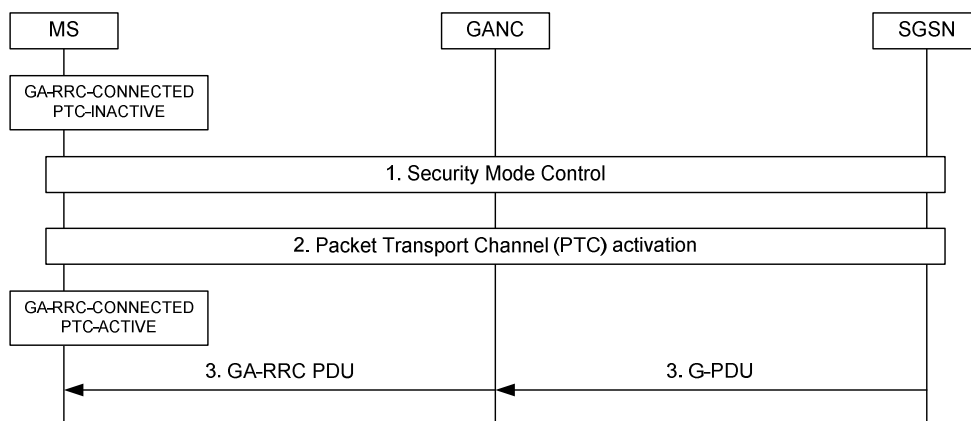 MS
GANC
SGSN
GA-RRC-CONNECTED
PTC-INACTIVE
1. Security Mode Control
2. Packet Transport Channel (PTC) activation
GA-RRC-CONNECTED
PTC-ACTIVE
3. GA-RRC PDU
3. G-PDU